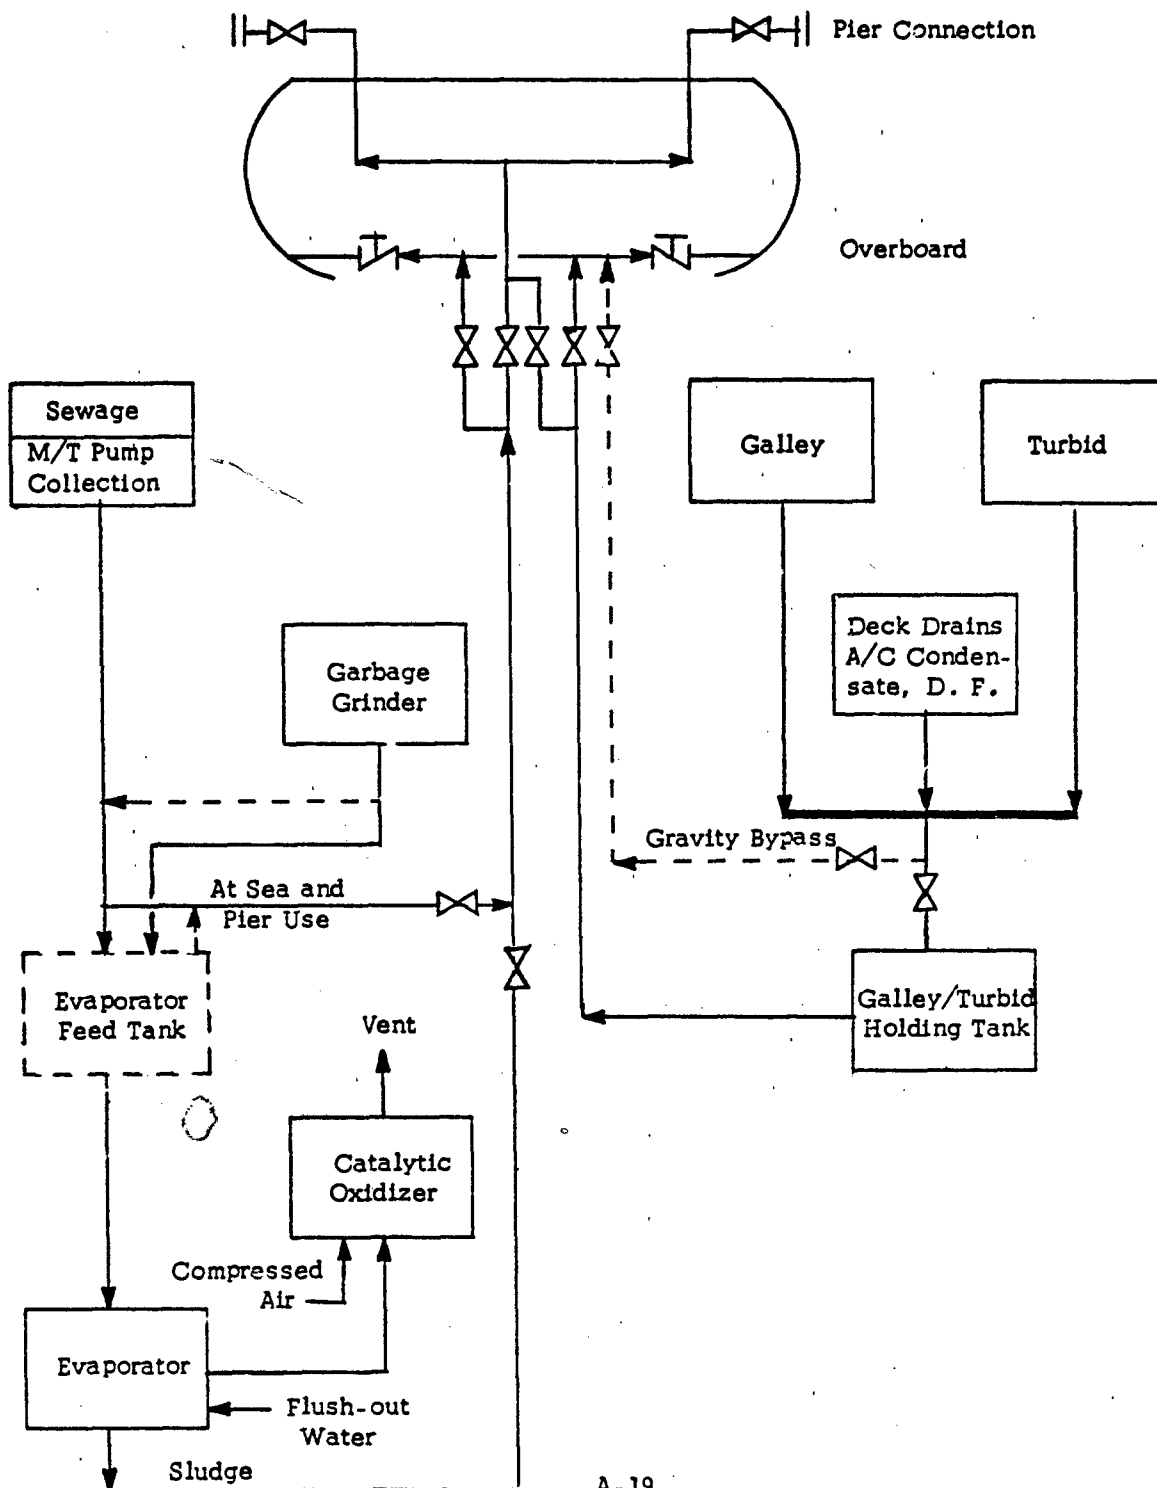 Pier Connection
Overboard
Sewage
M/T Pump
Collection
Galley
Turbid
Garbage
Grinder
Deck Drains
A/C Conden-
sate, D. F.
Gravity Bypass
At Sea and
Pier Use
Evaporator
Feed Tank
Galley/Turbid
Holding Tank
Vent
Catalytic
Oxidizer
Compressed
Air
Evaporator
Flush-out
Water
Sludge
A-19